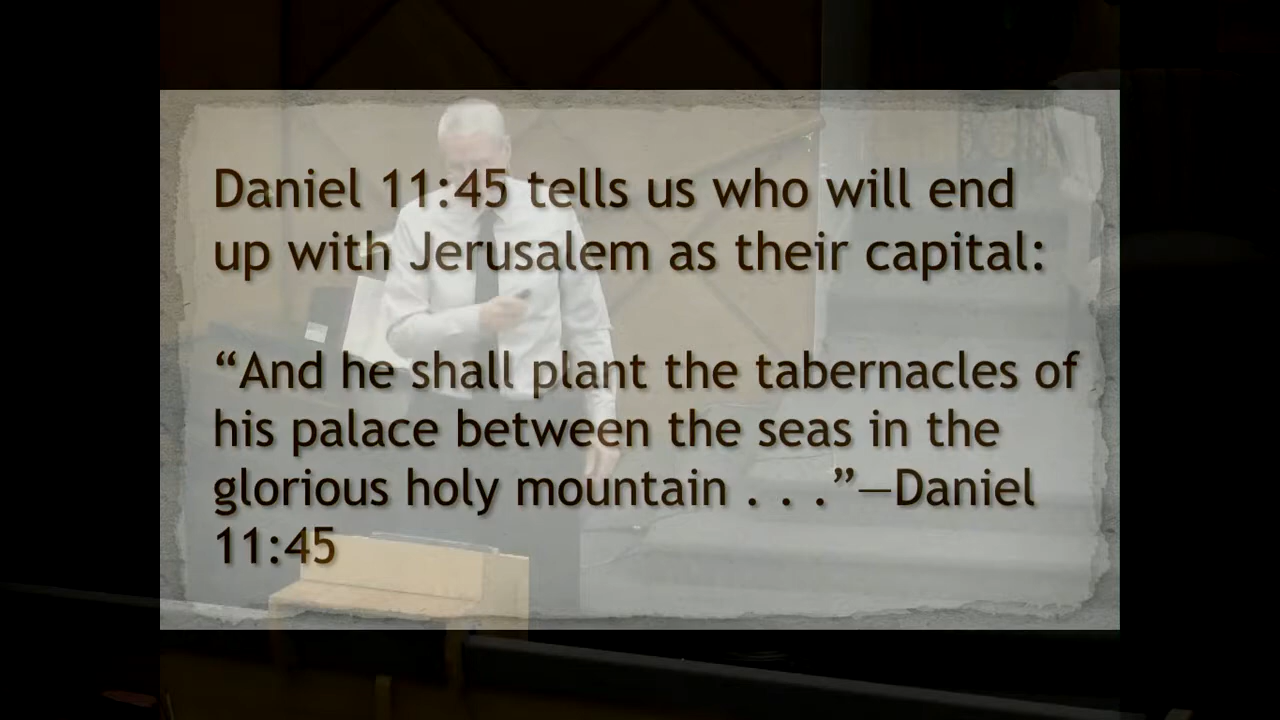 Daniel 11:45 tells us who will end
up with Jerusalem as their capital:
“And he shall plant the tabernacles of
his palace between the seas in the
glorious holy mountain . . .”—Daniel
11:45